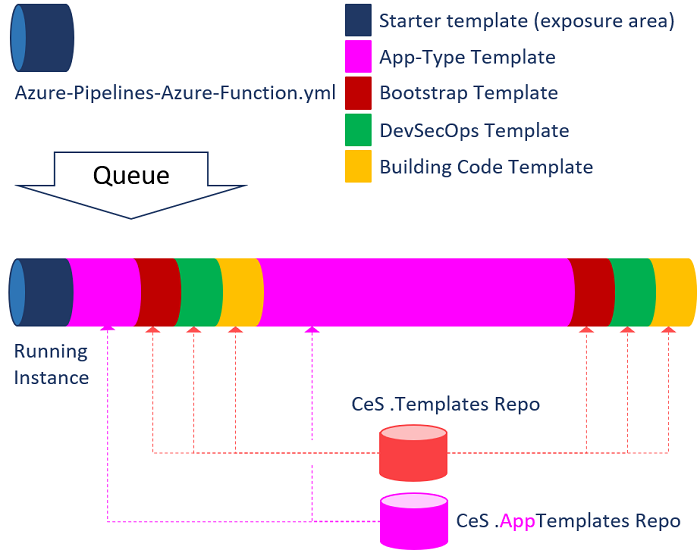 Starter template (exposure area)
App-Type Template
Azure-Pipelines-Azure-Function.yml
Bootstrap Template
DevSecOps Template
Building Code Template
Queue
Running
Instance
CeS .Templates Repo
CeS .AppTemplates Repo